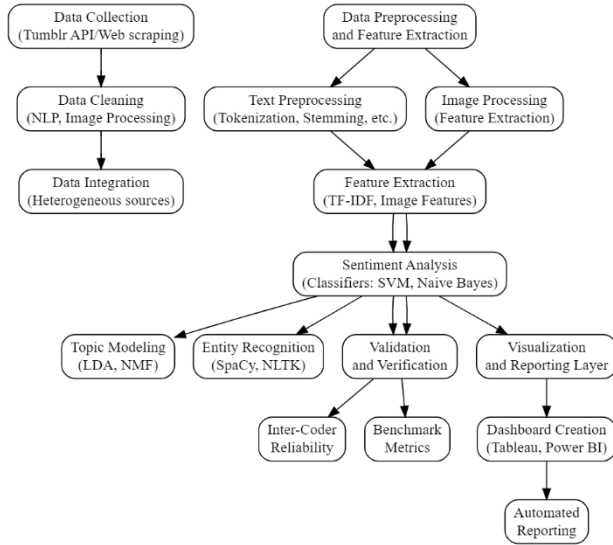 Data Collection
(Tumblr API/Web scraping)
Data Preprocessing
and Feature Extraction
Data Cleaning
(NLP, Image Processing)
Text Preprocessing
(Tokenization, Stemming, etc.)
Image Processing
(Feature Extraction)
Data Integration
(Heterogeneous sources)
Feature Extraction
(TF-IDF, Image Features)
Sentiment Analysis
(Classifiers: SVM, Naive Bayes)
Topic Modeling
(LDA, NMF)
Entity Recognition
(SpaCy, NLTK)
Validation
and Verification
Visualization
and Reporting Layer
Inter-Coder
Reliability
Benchmark
Metrics
Dashboard Creation
(Tableau, Power BI)
Automated
Reporting